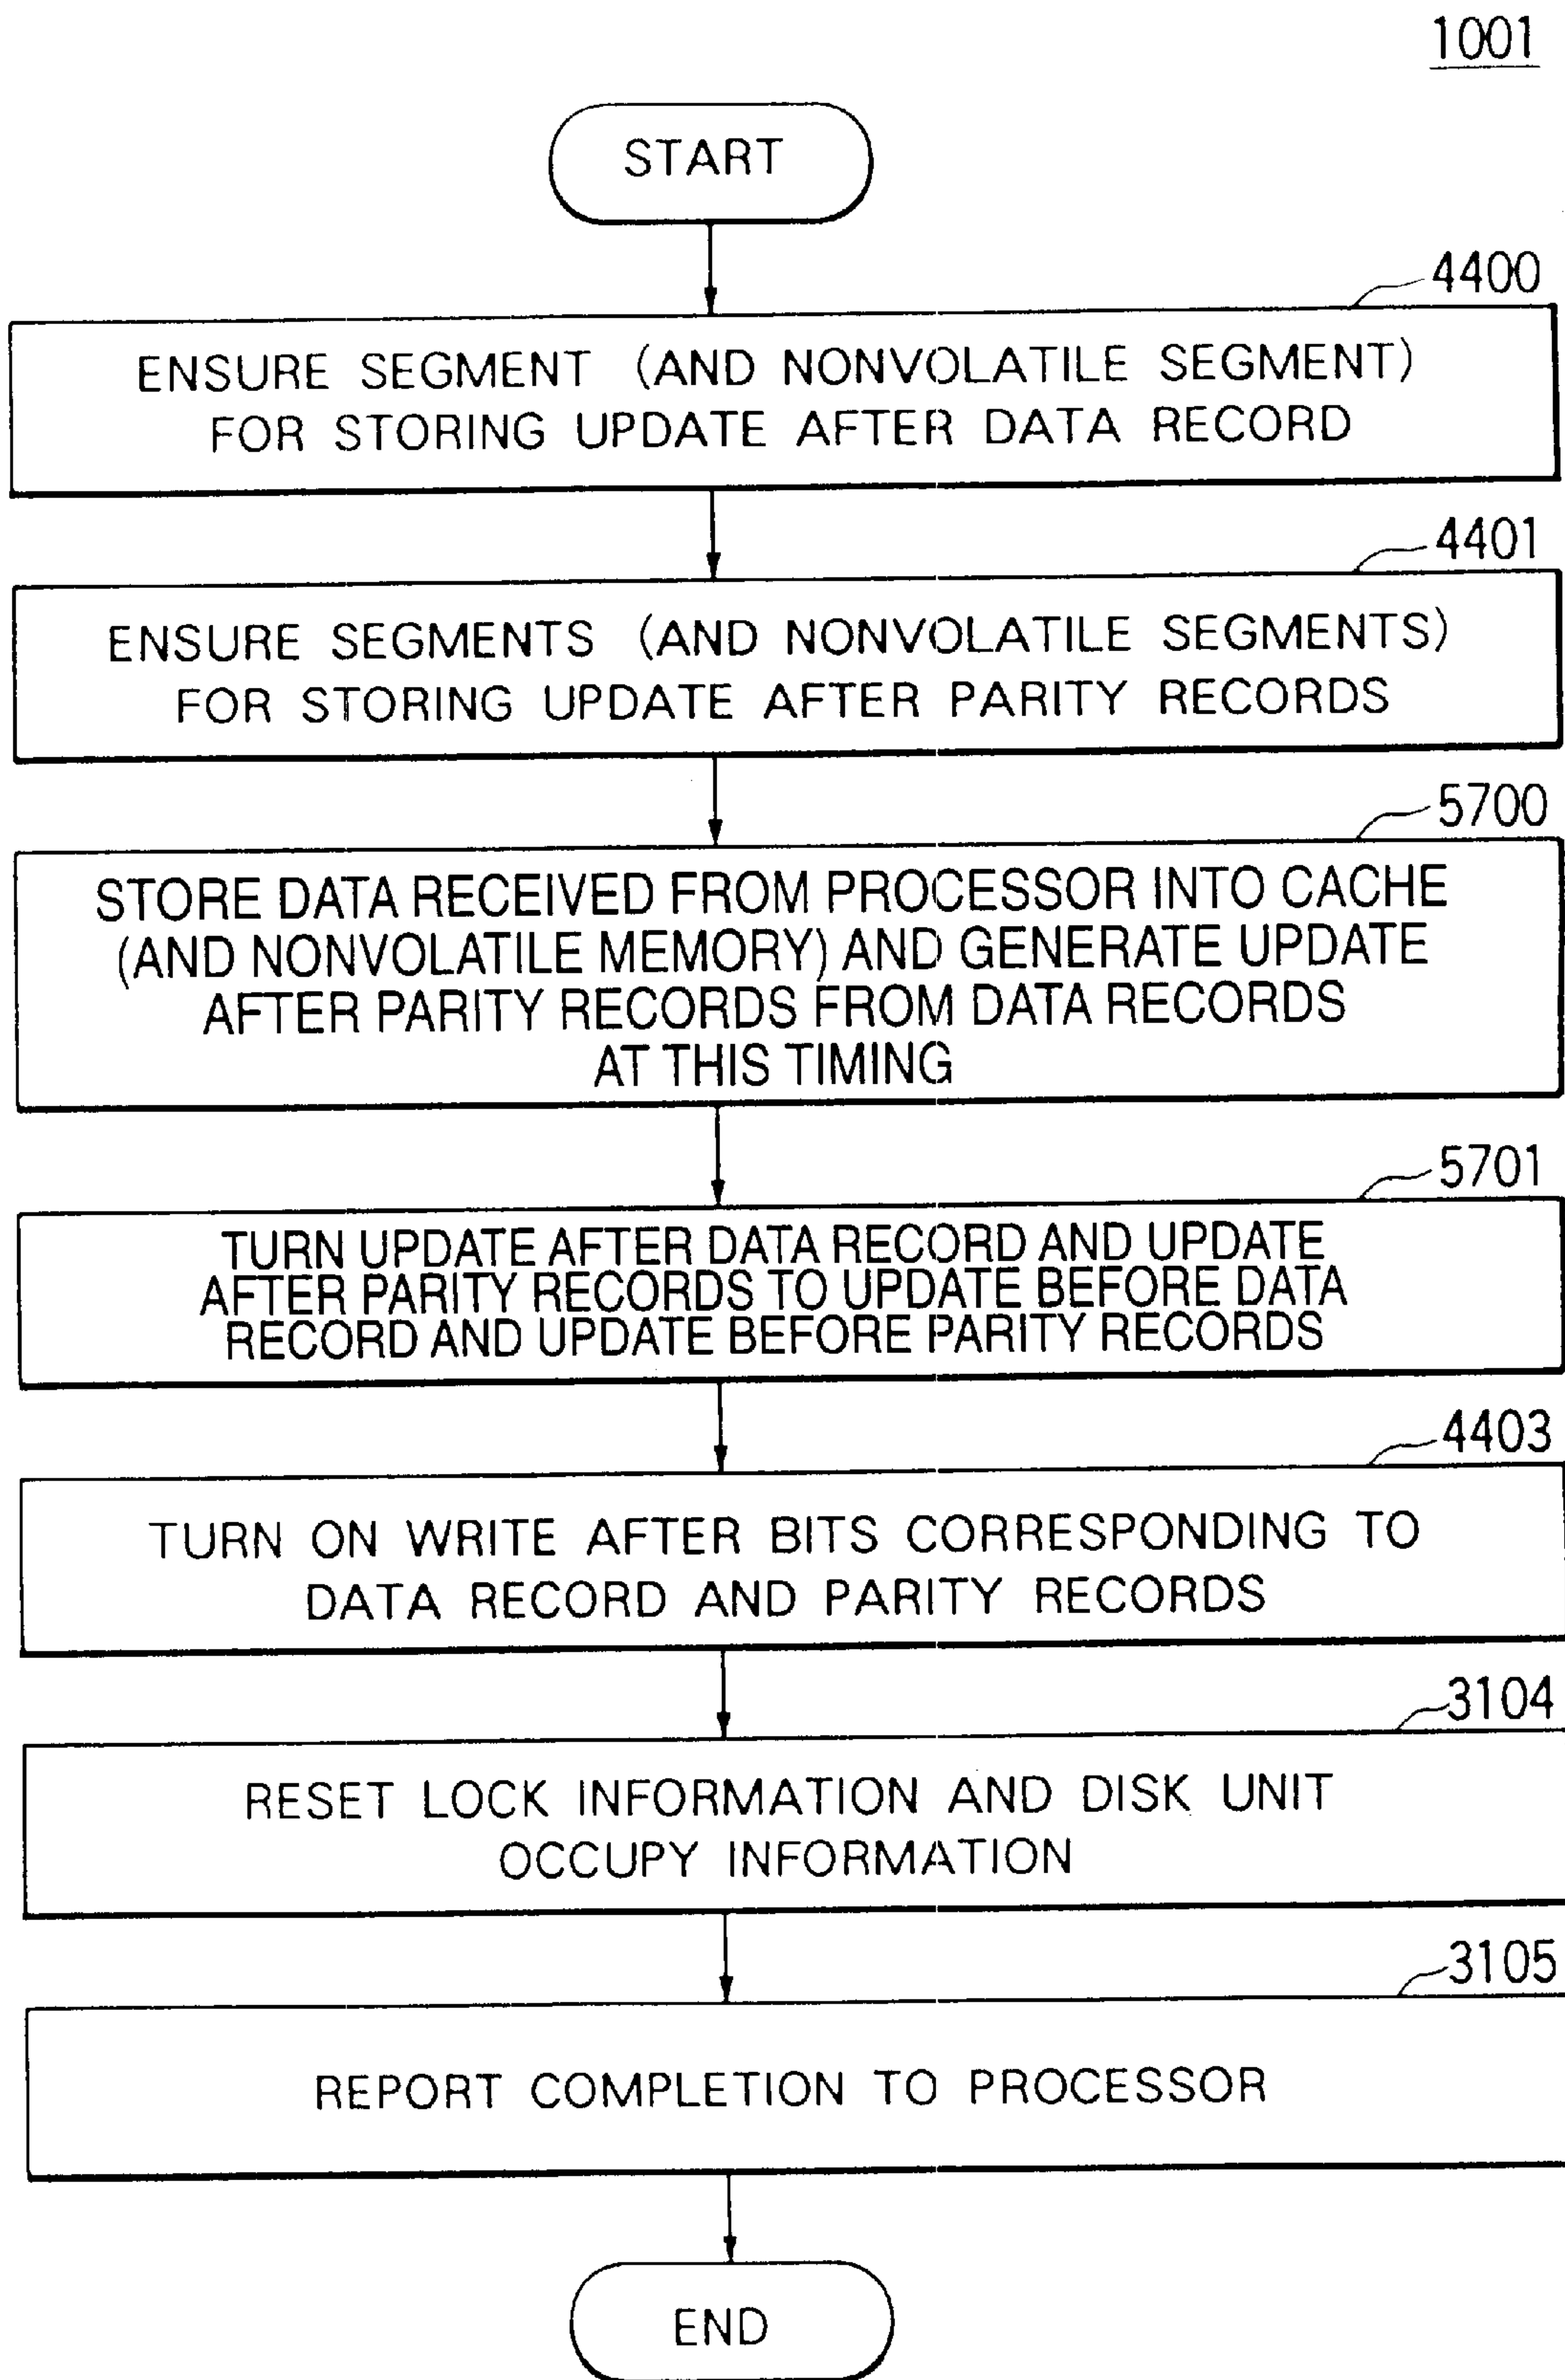 1001
START
4400
ENSURE SEGMENT (AND NONVOLATILE SEGMENT)
FOR STORING UPDATE AFTER DATA RECORD
4401
ENSURE SEGMENTS (AND NONVOLATILE SEGMENTS)
FOR STORING UPDATE AFTER PARITY RECORDS
5700
STORE DATA RECEIVED FROM PROCESSOR INTO CACHE
(AND NONVOLATILE MEMORY) AND GENERATE UPDATE
AFTER PARITY RECORDS FROM DATA RECORDS
AT THIS TIMING
5701
TURN UPDATE AFTER DATA RECORD AND UPDATE
AFTER PARITY RECORDS TO UPDATE BEFORE DATA
RECORD AND UPDATE BEFORE PARITY RECORDS
4403
TURN ON WRITE AFTER BITS CORRESPONDING TO
DATA RECORD AND PARITY RECORDS
3104
RESET LOCK INFORMATION AND DISK UNIT
OCCUPY INFORMATION
3105
REPORT COMPLETION TO PROCESSOR
END